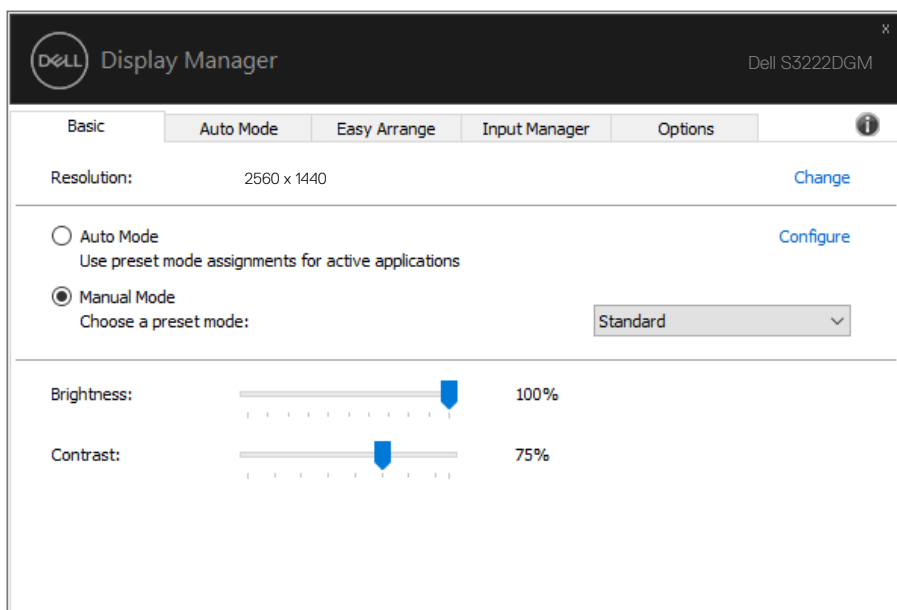 x
DELL Display Manager
Dell S3222DGM
Basic Auto Mode Easy Arrange Input Manager Options i
Resolution: 2560 x 1440 Change
Auto Mode Configure
Use preset mode assignments for active applications
Manual Mode
Choose a preset mode: Standard
Brightness: 100%
Contrast: 75%